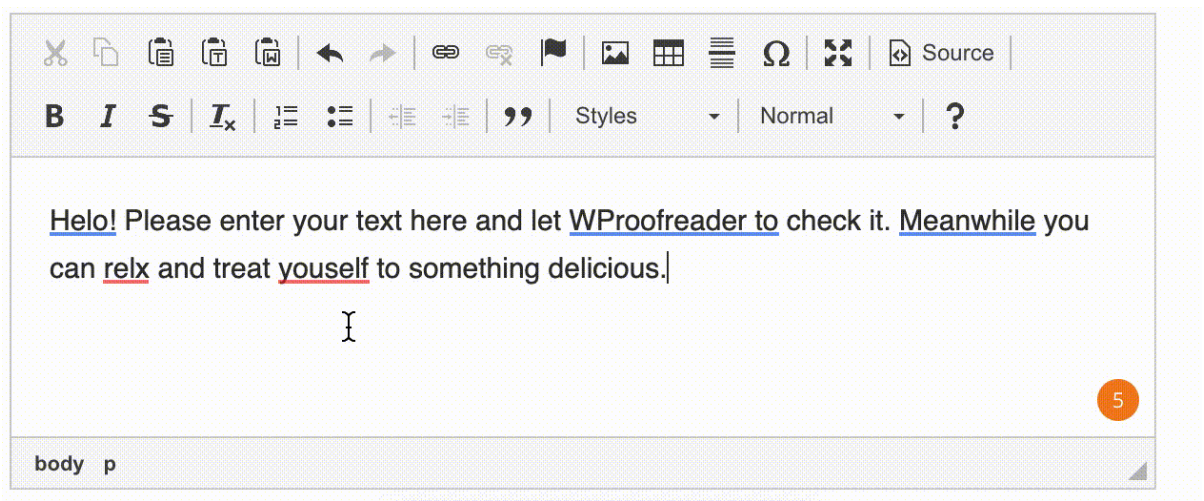 Source
B I S Tx Styles Normal ?
Helo! Please enter your text here and let WProofreader to check it. Meanwhile you
can relx and treat youself to something delicious.
5
body p